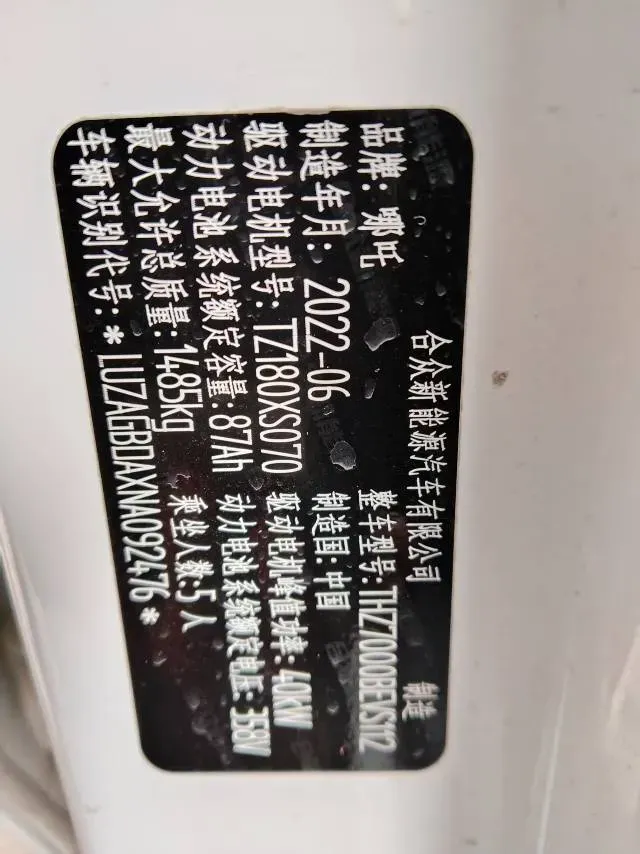 合众新能源汽车有限公司 制造
品牌：哪吒 整车型号：THZ7000BEVS112
制造年月：2022-06 制造国：中国
驱动电机型号：TZ180XS070 驱动电机峰值功率：40kW
动力电池系统额定容量：87Ah 动力电池系统额定电压：358V
最大允许总质量：1485kg 乘坐人数：5人
车辆识别代号：＊LUZAGBDAXNA092476＊